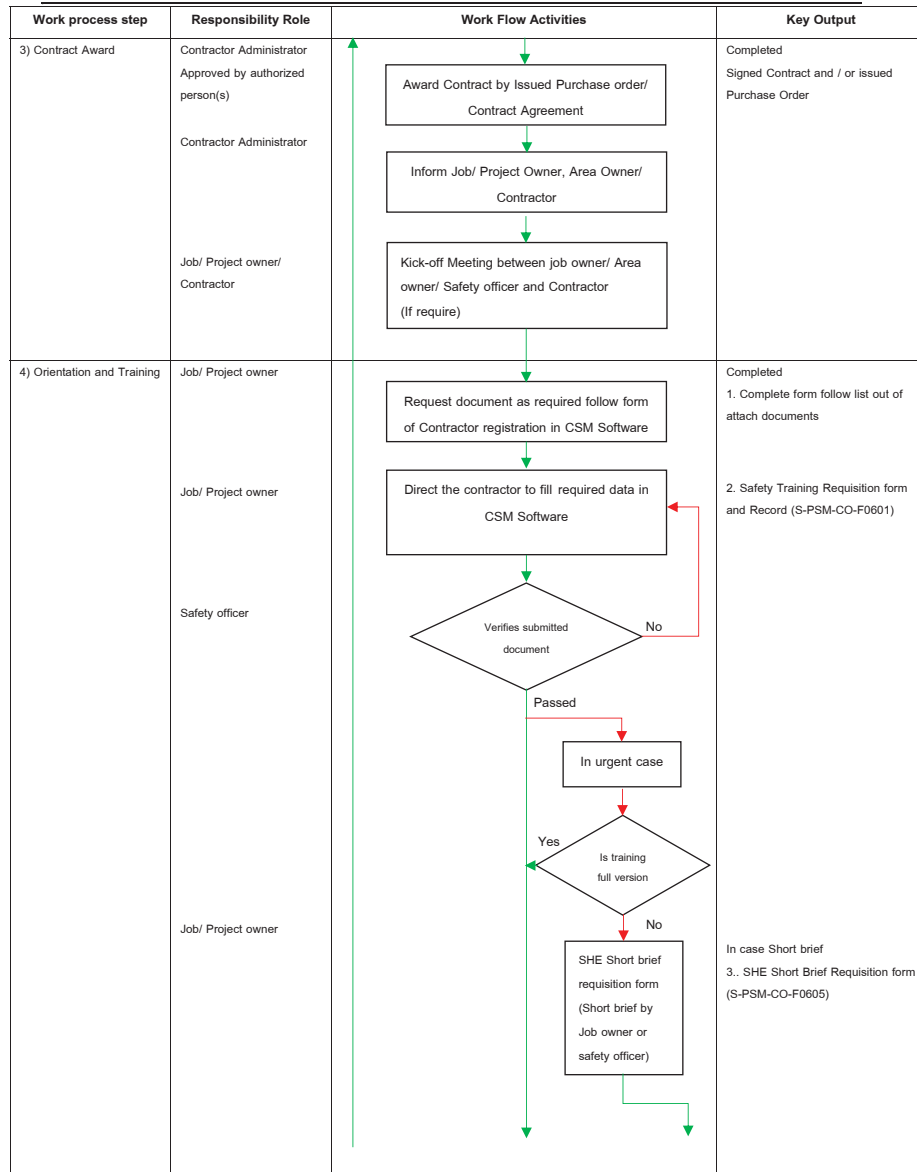 Work process step
Responsibility Role
Work Flow Activities
Key Output
3) Contract Award
Contractor Administrator
Approved by authorized
person(s)
Contractor Administrator
Job/ Project owner/
Contractor
Award Contract by Issued Purchase order/
Contract Agreement
Inform Job/ Project Owner, Area Owner/
Contractor
Kick-off Meeting between job owner/ Area
owner/ Safety officer and Contractor
(If require)
Completed
Signed Contract and / or issued
Purchase Order
4) Orientation and Training
Job/ Project owner
Job/ Project owner
Safety officer
Job/ Project owner
Request document as required follow form
of Contractor registration in CSM Software
Direct the contractor to fill required data in
CSM Software
Verifies submitted
document
No
Passed
In urgent case
Yes
Is training
full version
No
SHE Short brief
requisition form
(Short brief by
Job owner or
safety officer)
Completed
1. Complete form follow list out of
attach documents
2. Safety Training Requisition form
and Record (S-PSM-CO-F0601)
In case Short brief
3.. SHE Short Brief Requisition form
(S-PSM-CO-F0605)